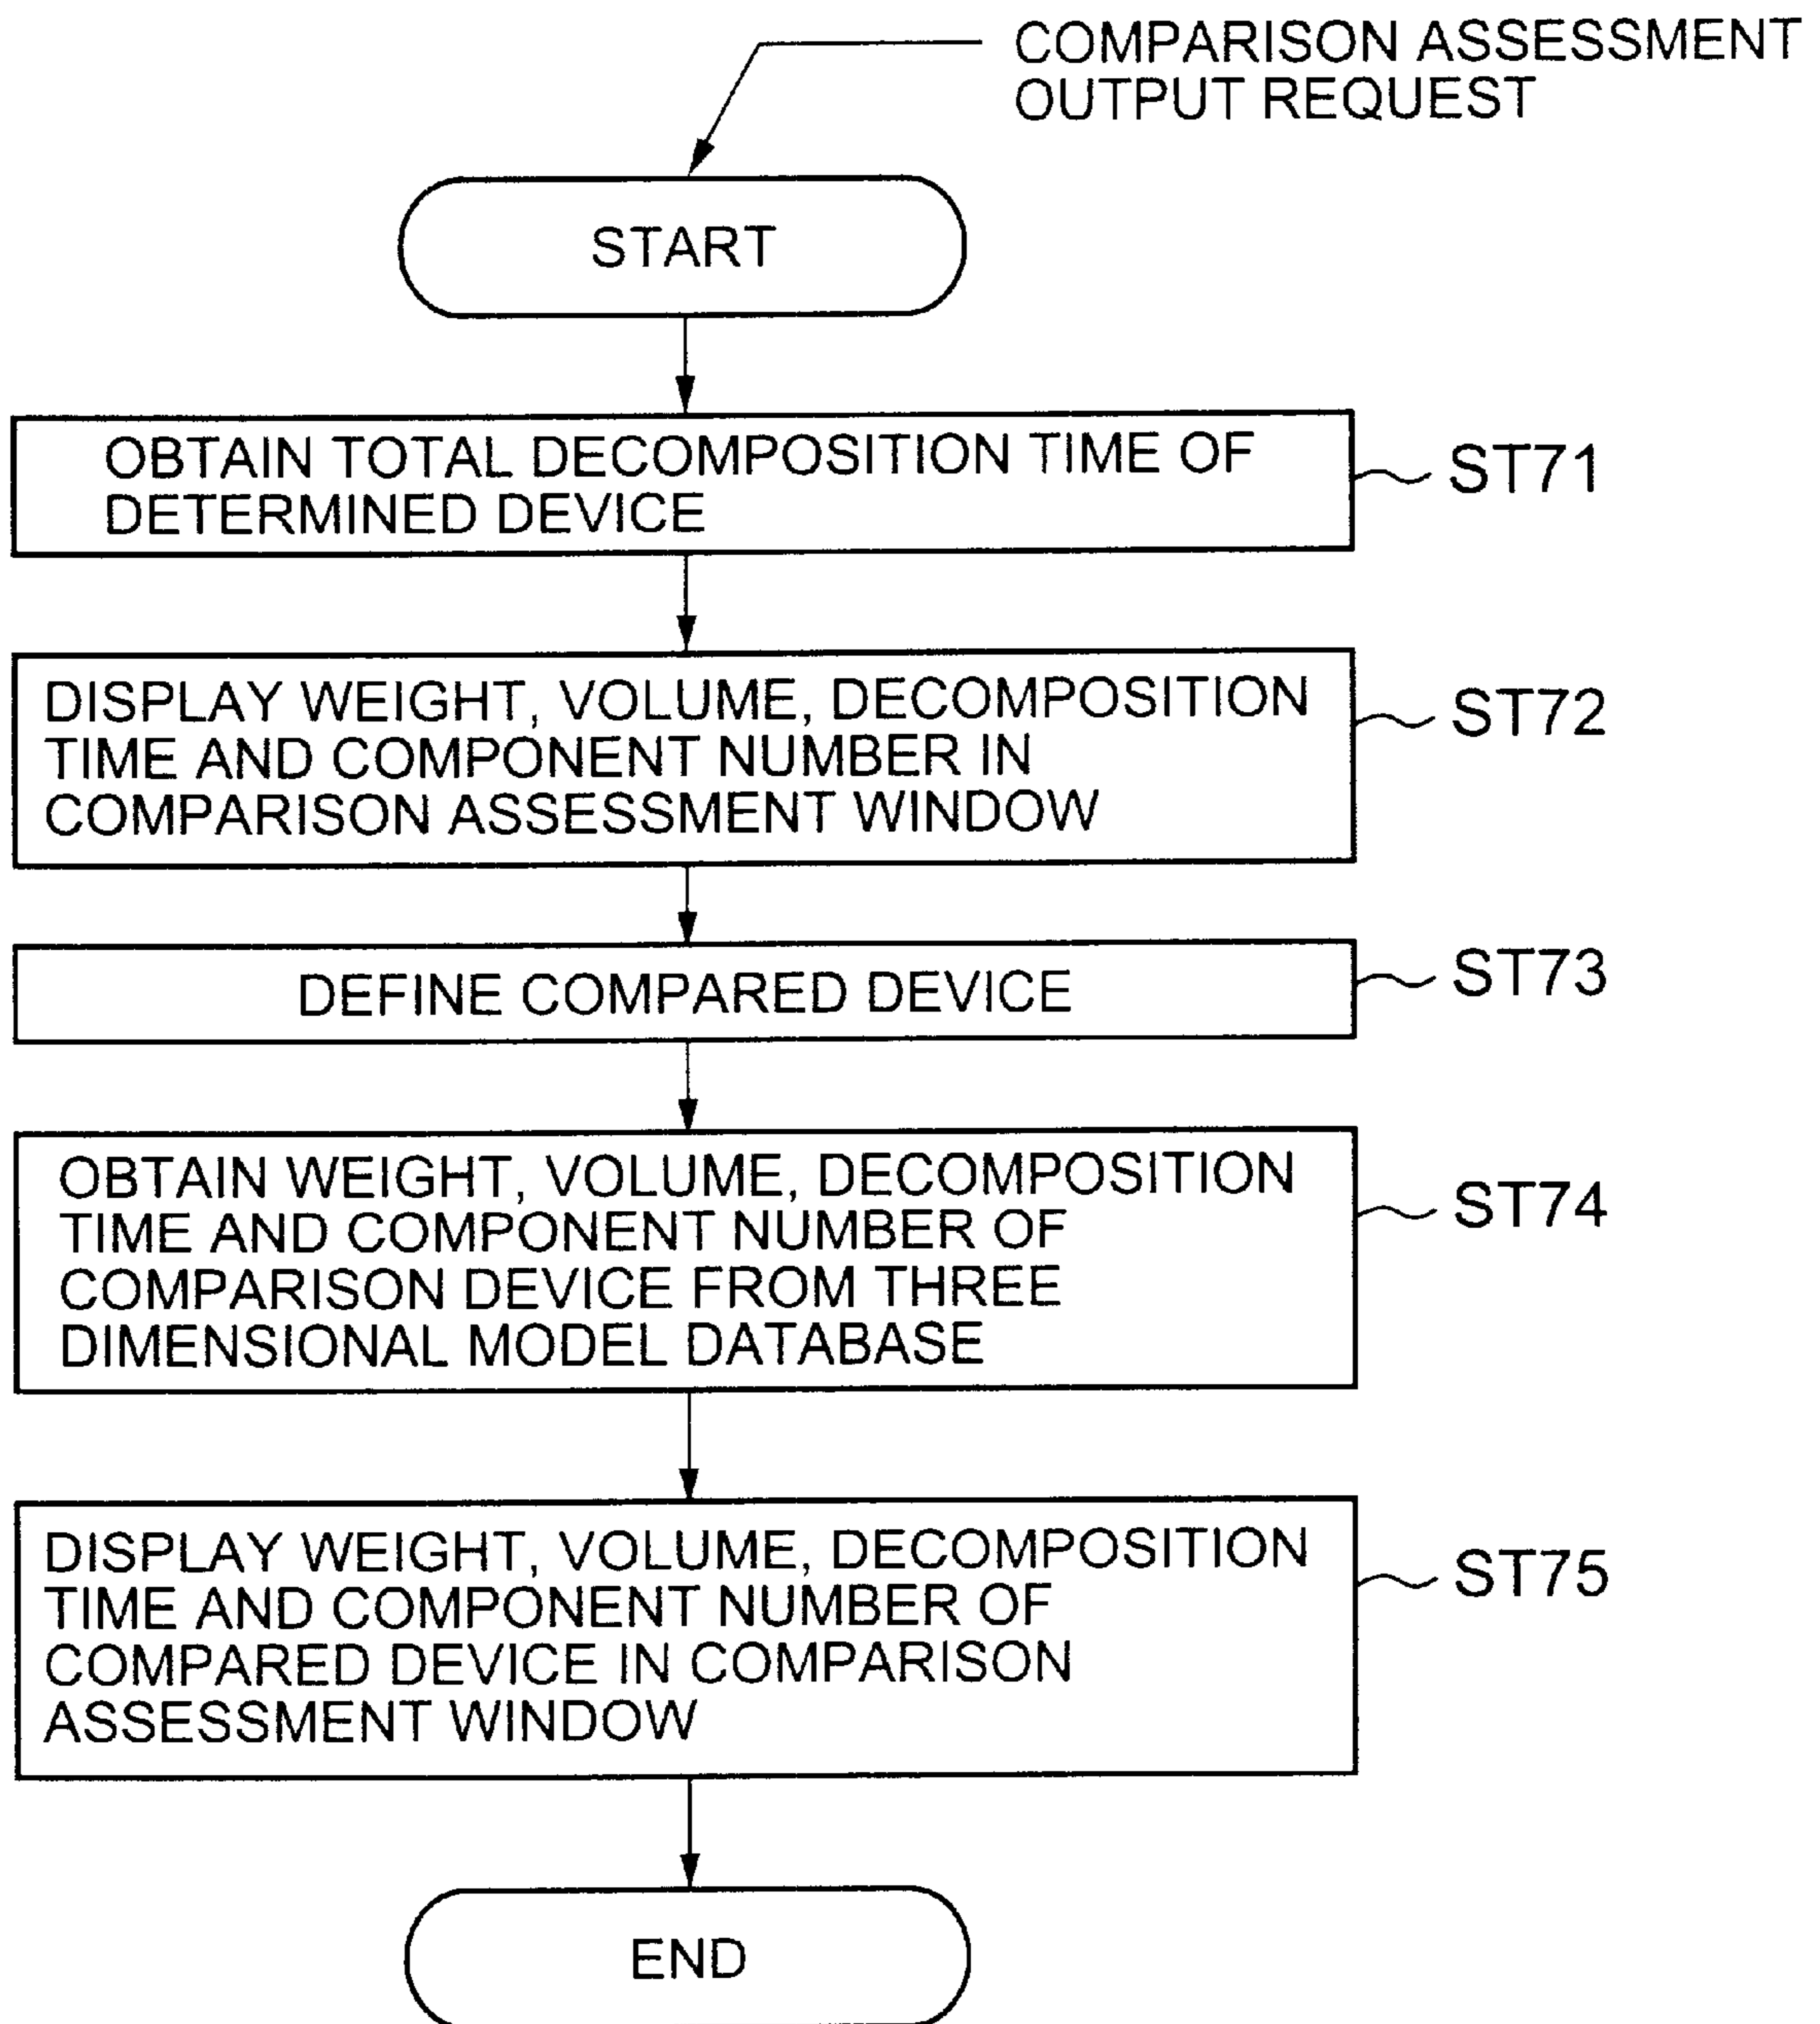 COMPARISON ASSESSMENT
OUTPUT REQUEST
START
OBTAIN TOTAL DECOMPOSITION TIME OF
DETERMINED DEVICE
ST71
DISPLAY WEIGHT, VOLUME, DECOMPOSITION
TIME AND COMPONENT NUMBER IN
COMPARISON ASSESSMENT WINDOW
ST72
DEFINE COMPARED DEVICE
ST73
OBTAIN WEIGHT, VOLUME, DECOMPOSITION
TIME AND COMPONENT NUMBER OF
COMPARISON DEVICE FROM THREE
DIMENSIONAL MODEL DATABASE
ST74
DISPLAY WEIGHT, VOLUME, DECOMPOSITION
TIME AND COMPONENT NUMBER OF
COMPARED DEVICE IN COMPARISON
ASSESSMENT WINDOW
ST75
END